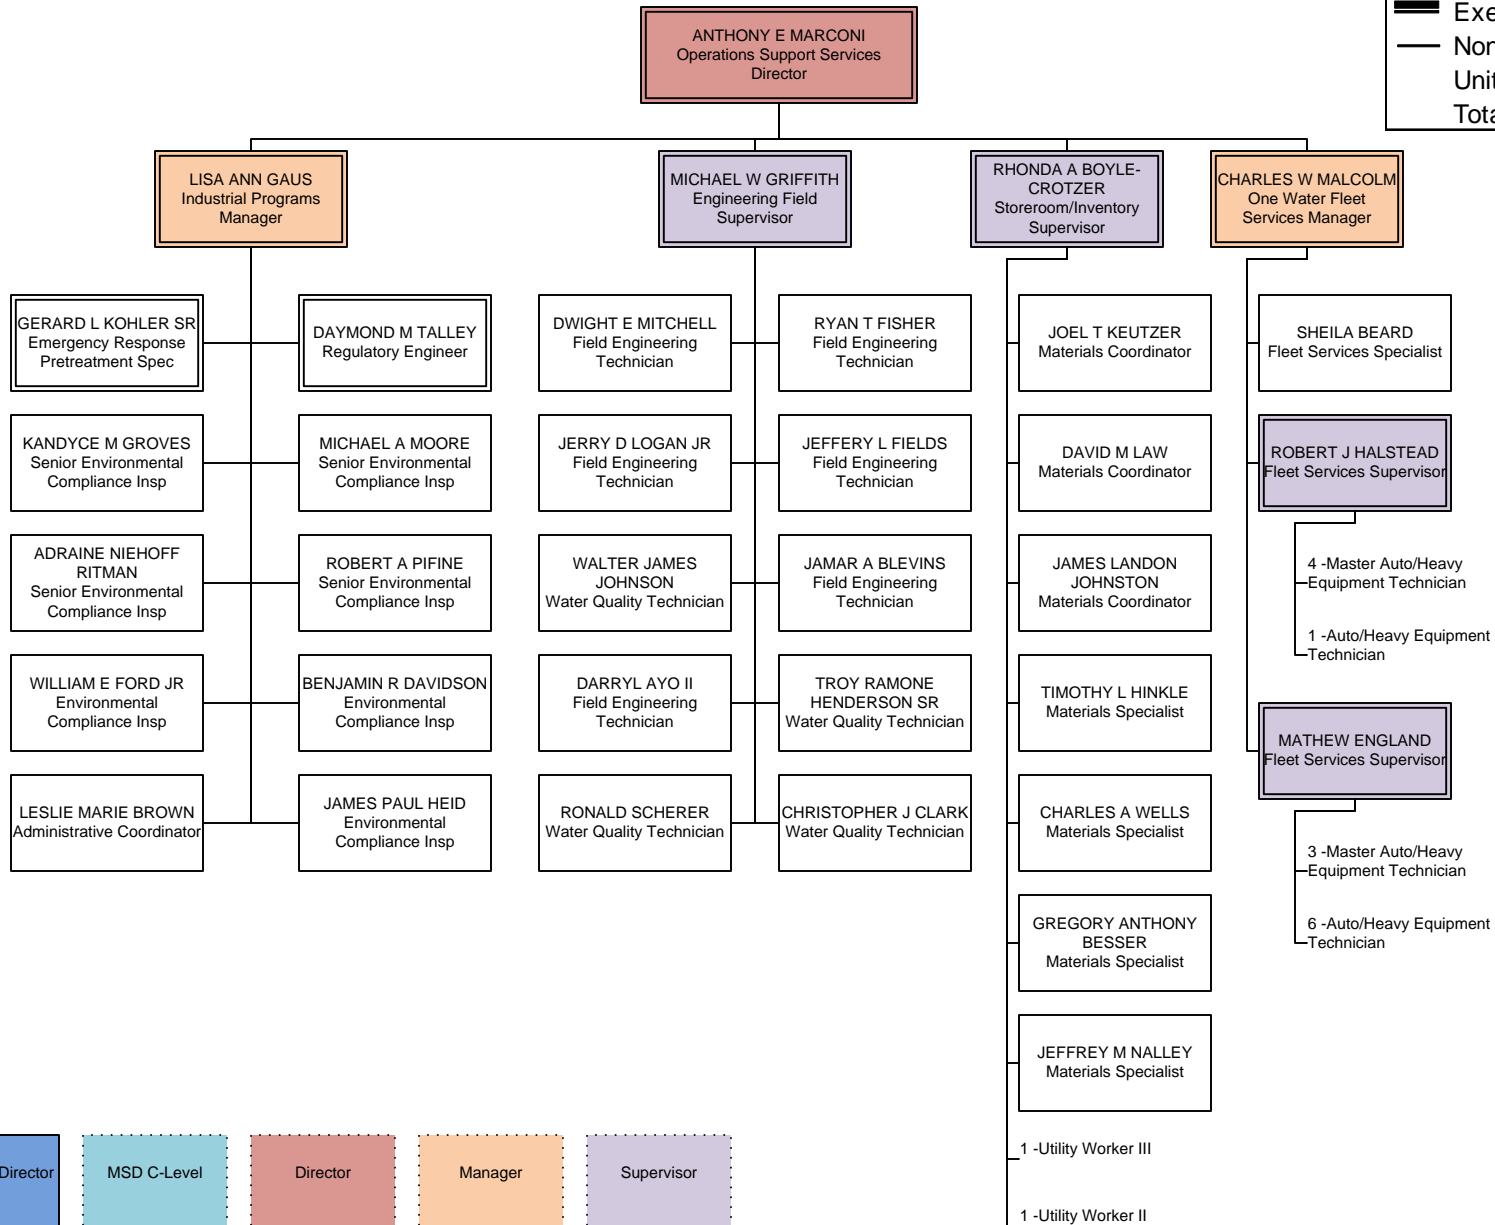 Exe
Non
Unit
Tota
ANTHONY E MARCONI
Operations Support Services
Director
LISA ANN GAUS
Industrial Programs
Manager
MICHAEL W GRIFFITH
Engineering Field
Supervisor
RHONDA A BOYLE-
CROTZER
Storeroom/Inventory
Supervisor
CHARLES W MALCOLM
One Water Fleet
Services Manager
GERARD L KOHLER SR
Emergency Response
Pretreatment Spec
DAYMOND M TALLEY
Regulatory Engineer
DWIGHT E MITCHELL
Field Engineering
Technician
RYAN T FISHER
Field Engineering
Technician
JOEL T KEUTZER
Materials Coordinator
SHEILA BEARD
Fleet Services Specialist
KANDYCE M GROVES
Senior Environmental
Compliance Insp
MICHAEL A MOORE
Senior Environmental
Compliance Insp
JERRY D LOGAN JR
Field Engineering
Technician
JEFFERY L FIELDS
Field Engineering
Technician
DAVID M LAW
Materials Coordinator
ROBERT J HALSTEAD
Fleet Services Supervisor
ADRAINE NIEHOFF
RITMAN
Senior Environmental
Compliance Insp
ROBERT A PIFINE
Senior Environmental
Compliance Insp
WALTER JAMES
JOHNSON
Water Quality Technician
JAMAR A BLEVINS
Field Engineering
Technician
JAMES LANDON
JOHNSTON
Materials Coordinator
4 -Master Auto/Heavy
Equipment Technician
1 -Auto/Heavy Equipment
Technician
WILLIAM E FORD JR
Environmental
Compliance Insp
BENJAMIN R DAVIDSON
Environmental
Compliance Insp
DARRYL AYO II
Field Engineering
Technician
TROY RAMONE
HENDERSON SR
Water Quality Technician
TIMOTHY L HINKLE
Materials Specialist
MATHEW ENGLAND
Fleet Services Supervisor
LESLIE MARIE BROWN
Administrative Coordinator
JAMES PAUL HEID
Environmental
Compliance Insp
RONALD SCHERER
Water Quality Technician
CHRISTOPHER J CLARK
Water Quality Technician
CHARLES A WELLS
Materials Specialist
3 -Master Auto/Heavy
Equipment Technician
6 -Auto/Heavy Equipment
Technician
GREGORY ANTHONY
BESSER
Materials Specialist
JEFFREY M NALLEY
Materials Specialist
1 -Utility Worker III
1 -Utility Worker II
Director
MSD C-Level
Director
Manager
Supervisor